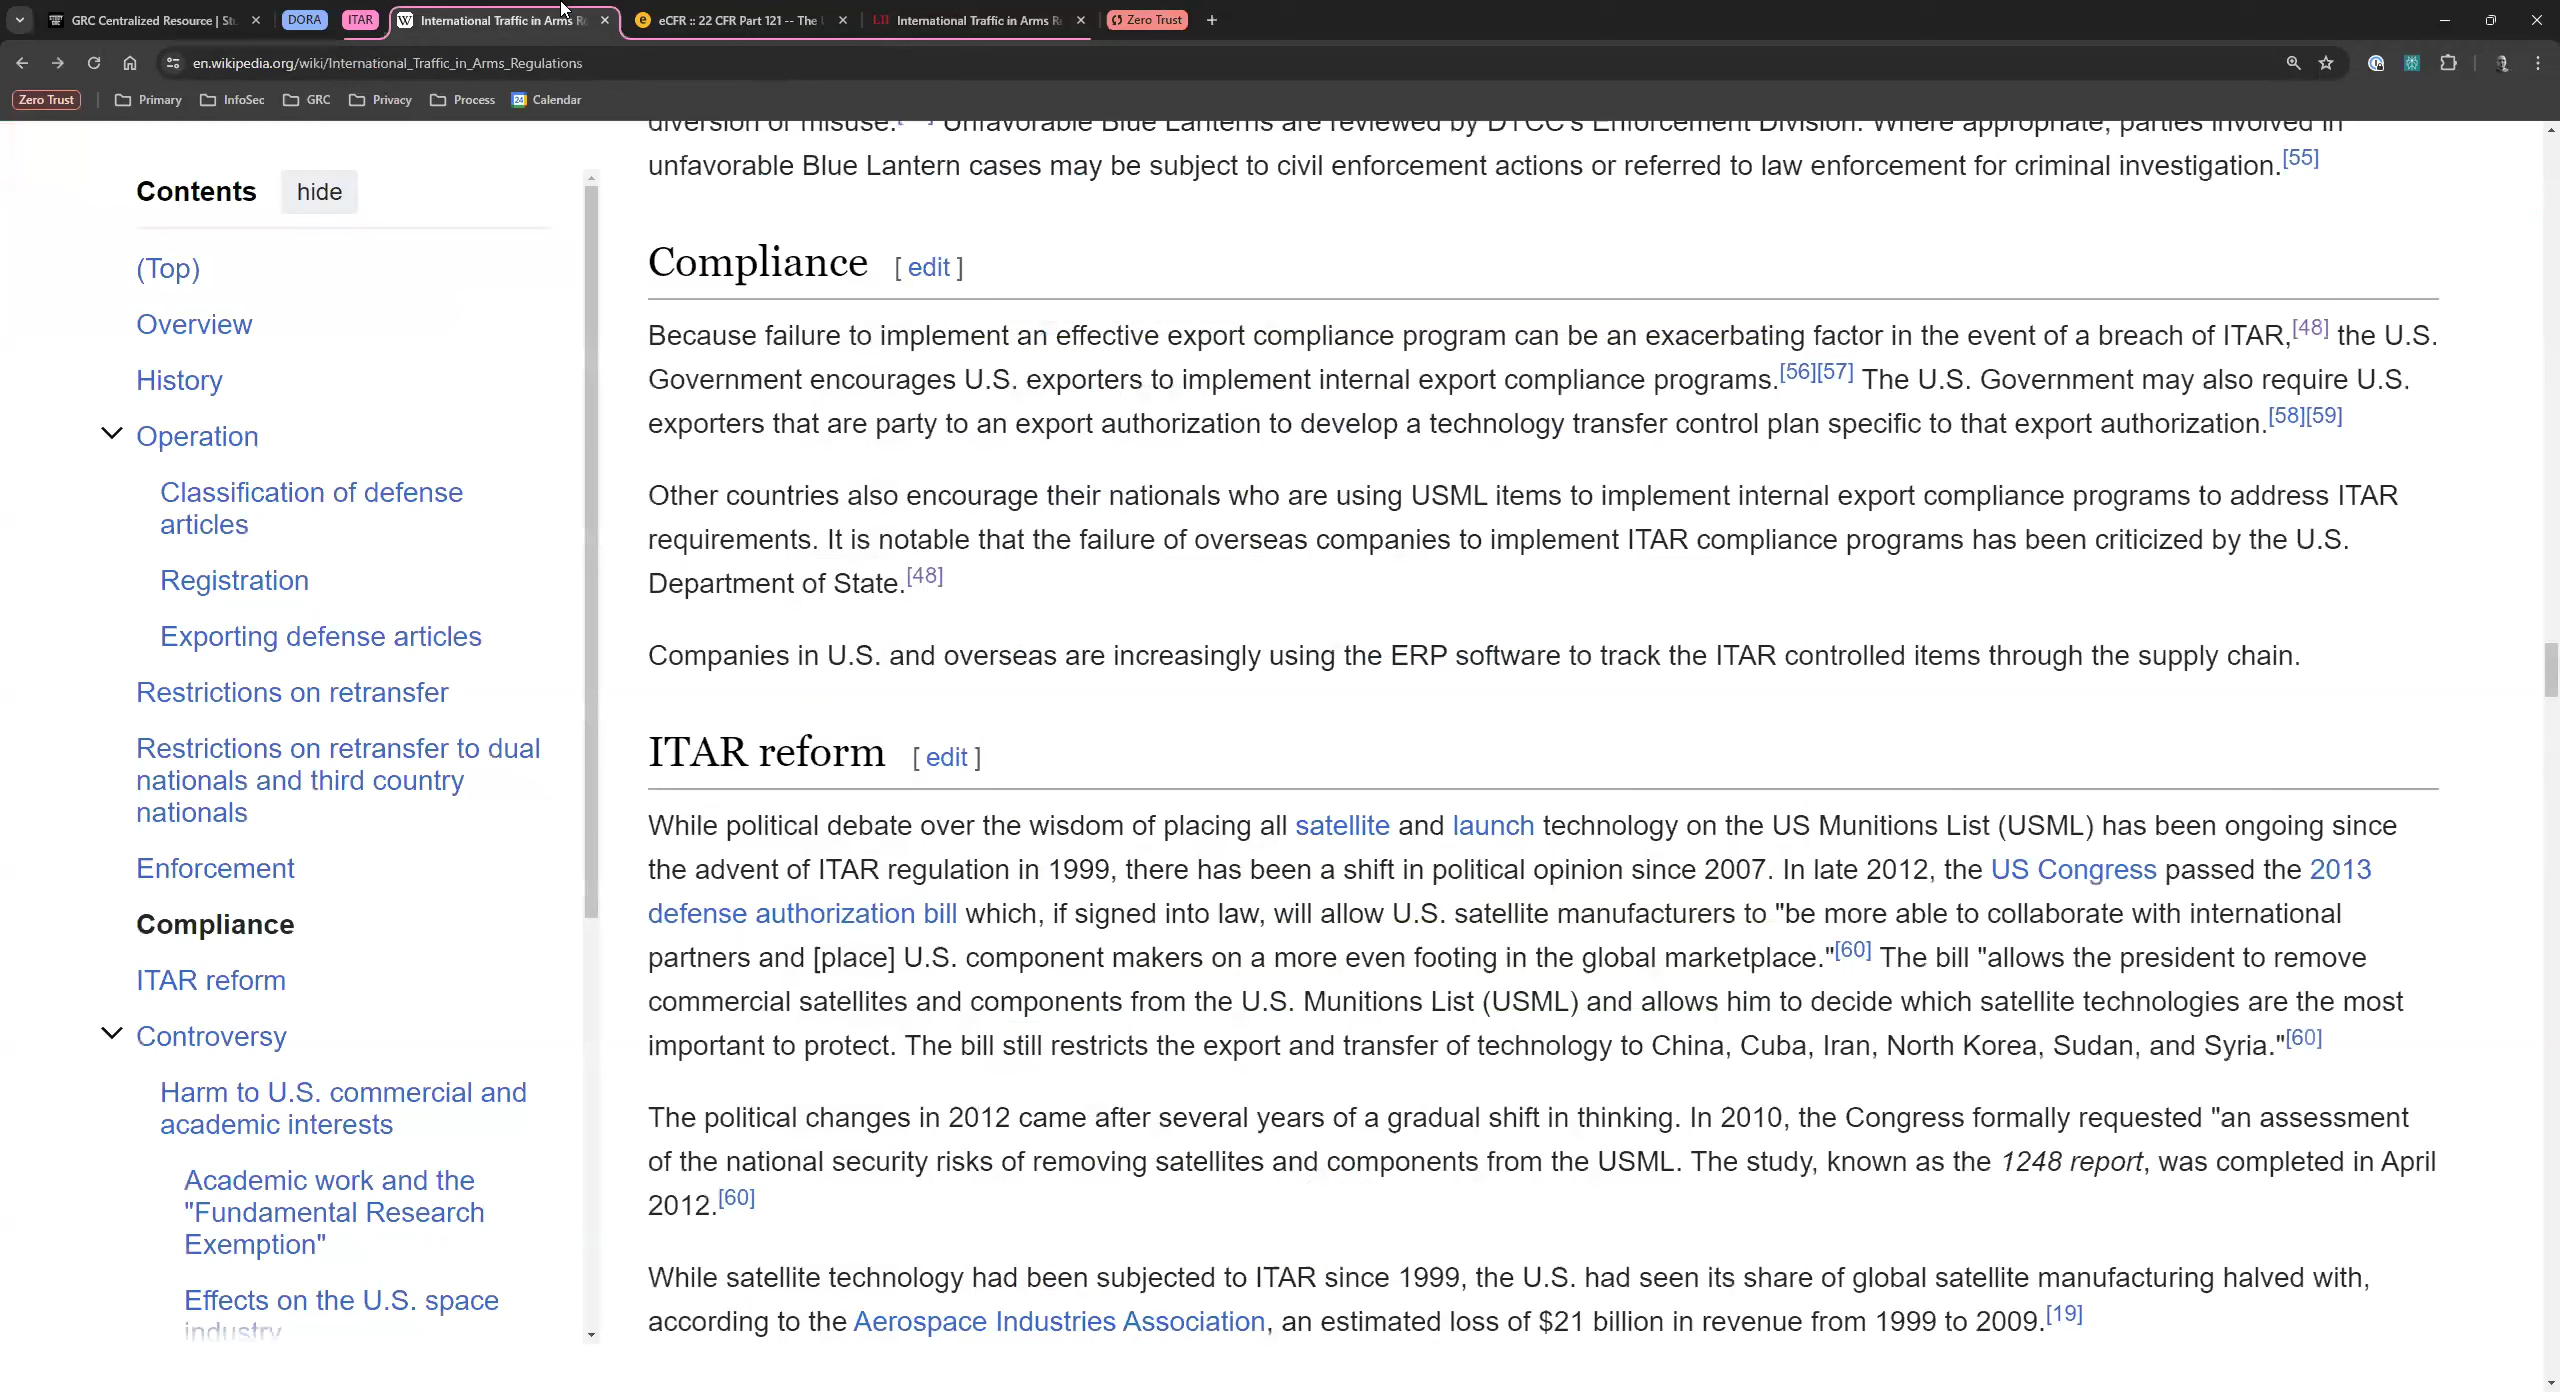 GRC Centralized Resource | St
DORA
ITAR
International Traffic in Arms R
eCFR :: 22 CFR Part 121 -- The
International Traffic in Arms R
Zero Trust
en.wikipedia.org/wiki/International_Traffic_in_Arms_Regulations
Zero Trust
Primary
InfoSec
GRC
Privacy
Process
Calendar
Contents
hide
(Top)
Overview
History
Operation
Classification of defense
articles
Registration
Exporting defense articles
Restrictions on retransfer
Restrictions on retransfer to dual
nationals and third country
nationals
Enforcement
Compliance
ITAR reform
Controversy
Harm to U.S. commercial and
academic interests
Academic work and the
"Fundamental Research
Exemption"
Effects on the U.S. space
industry
diversion or misuse. Unfavorable Blue Lanterns are reviewed by DTCC's Enforcement Division. Where appropriate, parties involved in
unfavorable Blue Lantern cases may be subject to civil enforcement actions or referred to law enforcement for criminal investigation.[55]
Compliance [ edit ]
Because failure to implement an effective export compliance program can be an exacerbating factor in the event of a breach of ITAR,[48] the U.S.
Government encourages U.S. exporters to implement internal export compliance programs.[56][57] The U.S. Government may also require U.S.
exporters that are party to an export authorization to develop a technology transfer control plan specific to that export authorization.[58][59]
Other countries also encourage their nationals who are using USML items to implement internal export compliance programs to address ITAR
requirements. It is notable that the failure of overseas companies to implement ITAR compliance programs has been criticized by the U.S.
Department of State.[48]
Companies in U.S. and overseas are increasingly using the ERP software to track the ITAR controlled items through the supply chain.
ITAR reform [ edit ]
While political debate over the wisdom of placing all satellite and launch technology on the US Munitions List (USML) has been ongoing since
the advent of ITAR regulation in 1999, there has been a shift in political opinion since 2007. In late 2012, the US Congress passed the 2013
defense authorization bill which, if signed into law, will allow U.S. satellite manufacturers to "be more able to collaborate with international
partners and [place] U.S. component makers on a more even footing in the global marketplace."[60] The bill "allows the president to remove
commercial satellites and components from the U.S. Munitions List (USML) and allows him to decide which satellite technologies are the most
important to protect. The bill still restricts the export and transfer of technology to China, Cuba, Iran, North Korea, Sudan, and Syria."[60]
The political changes in 2012 came after several years of a gradual shift in thinking. In 2010, the Congress formally requested "an assessment
of the national security risks of removing satellites and components from the USML. The study, known as the 1248 report, was completed in April
2012.[60]
While satellite technology had been subjected to ITAR since 1999, the U.S. had seen its share of global satellite manufacturing halved with,
according to the Aerospace Industries Association, an estimated loss of $21 billion in revenue from 1999 to 2009.[19]